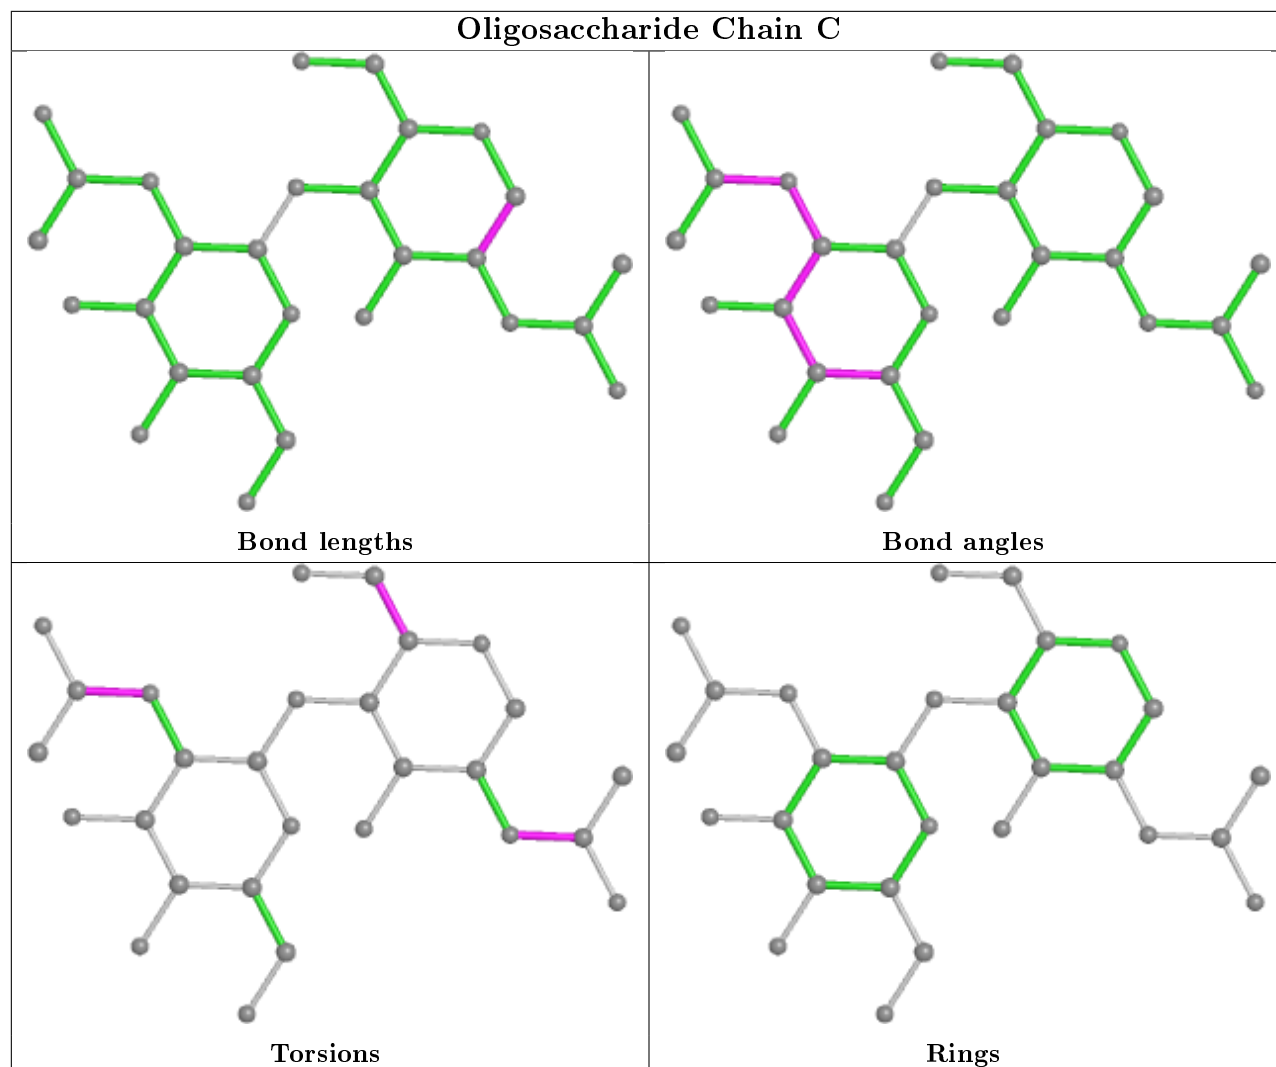 Oligosaccharide Chain C
Bond lengths
Bond angles
Torsions
Rings